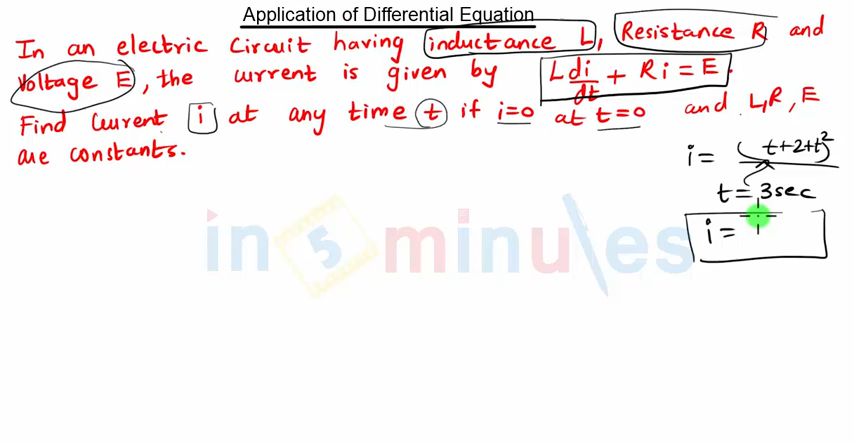 Application of Differential Equation
In an electric circuit having inductance L, Resistance R and
Voltage E, the current is given by L di/dt + Ri = E.
Find current i at any time t if i=0 at t=0 and L,R,E
are constants.
i = (t+2+t)²
t = 3sec
i =
in 5 minutes